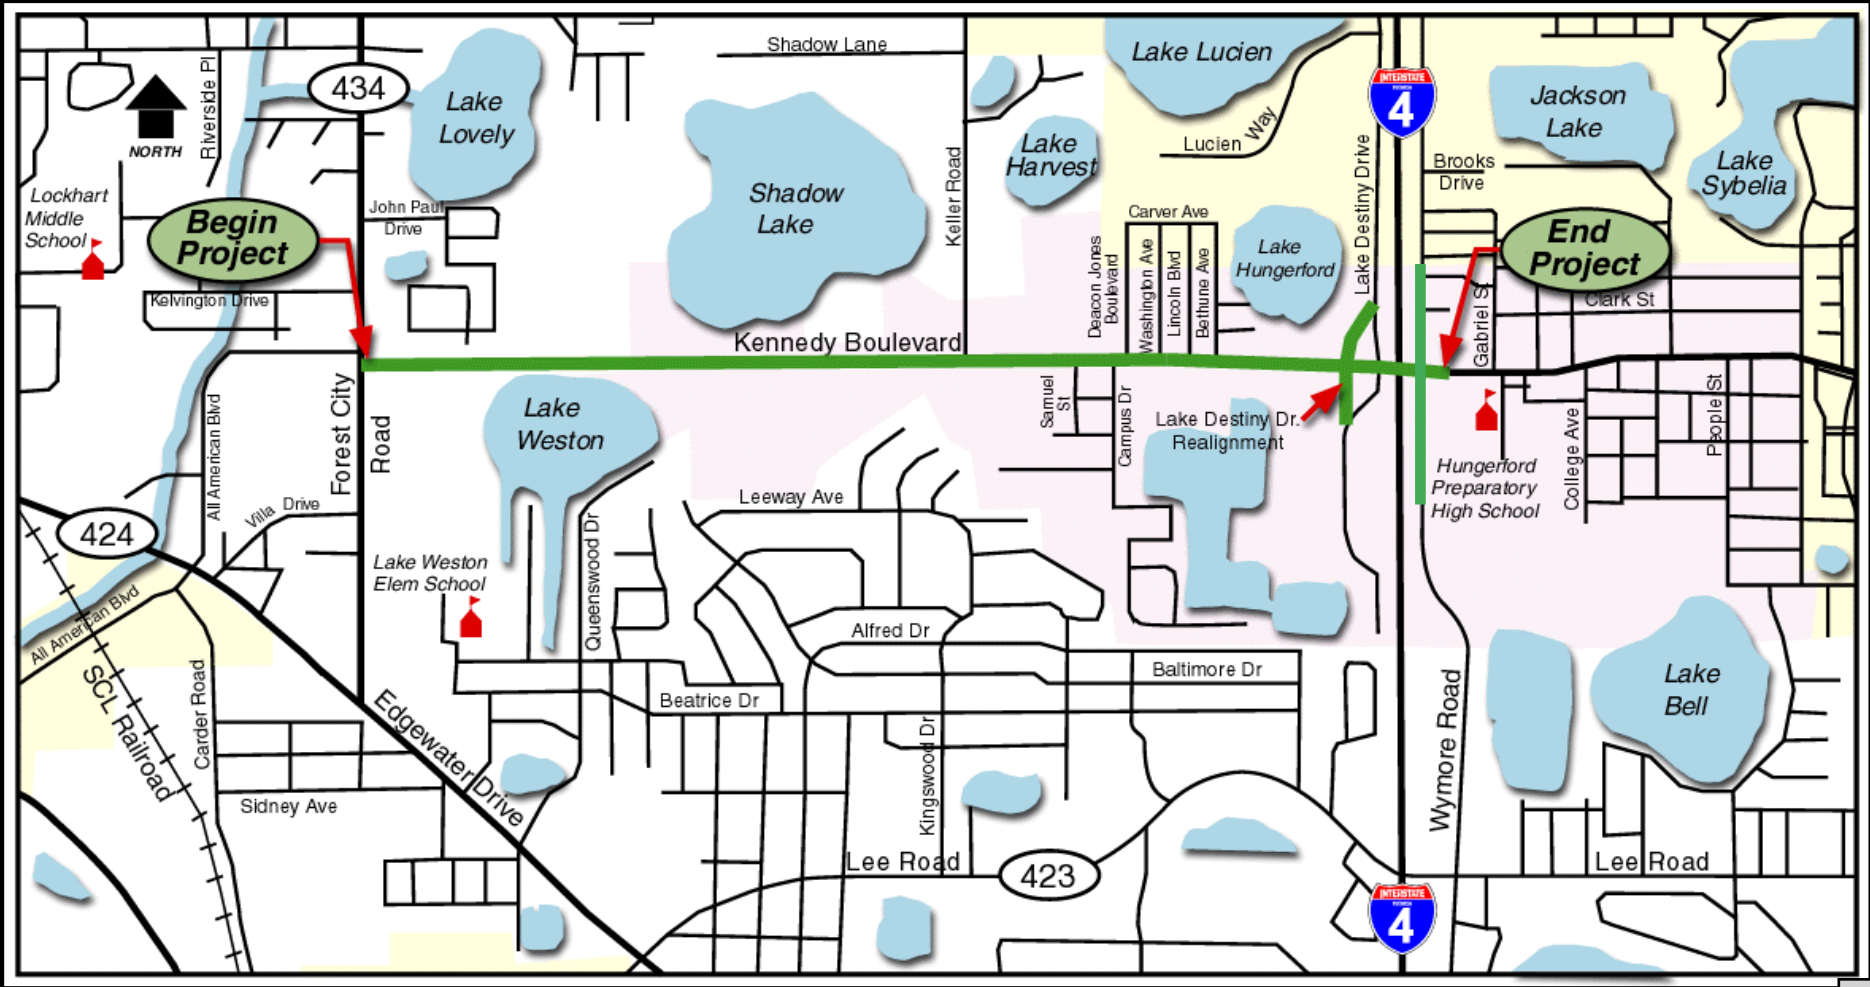 Shadow Lane
Lake Lucien
INTERSTATE
4
434
Riverside Pl
NORTH
Lake
Lovely
Jackson
Lake
Lucien Way
Lake
Harvest
Brooks
Drive
Lake
Sybelia
Lockhart
Middle
School
Begin
Project
John Paul
Drive
Shadow
Lake
Keller Road
Carver Ave
Deacon Jones
Boulevard
Washington Ave
Lincoln Blvd
Bethune Ave
Lake
Hungerford
Lake Destiny Drive
End
Project
Kelvington Drive
Clark St
Gabriel St
Kennedy Boulevard
Forest City
Road
All American Blvd
Lake
Weston
Samuel
St
Campus Dr
Lake Destiny Dr.
Realignment
College Ave
People St
Hungerford
Preparatory
High School
Leeway Ave
424
Villa Drive
Lake Weston
Elem School
Queenswood Dr
All American Blvd
Alfred Dr
SCL Railroad
Carder Road
Baltimore Dr
Beatrice Dr
Edgewater Drive
Kingswood Dr
Wymore Road
Lake
Bell
Sidney Ave
Lee Road
423
Lee Road
INTERSTATE
4